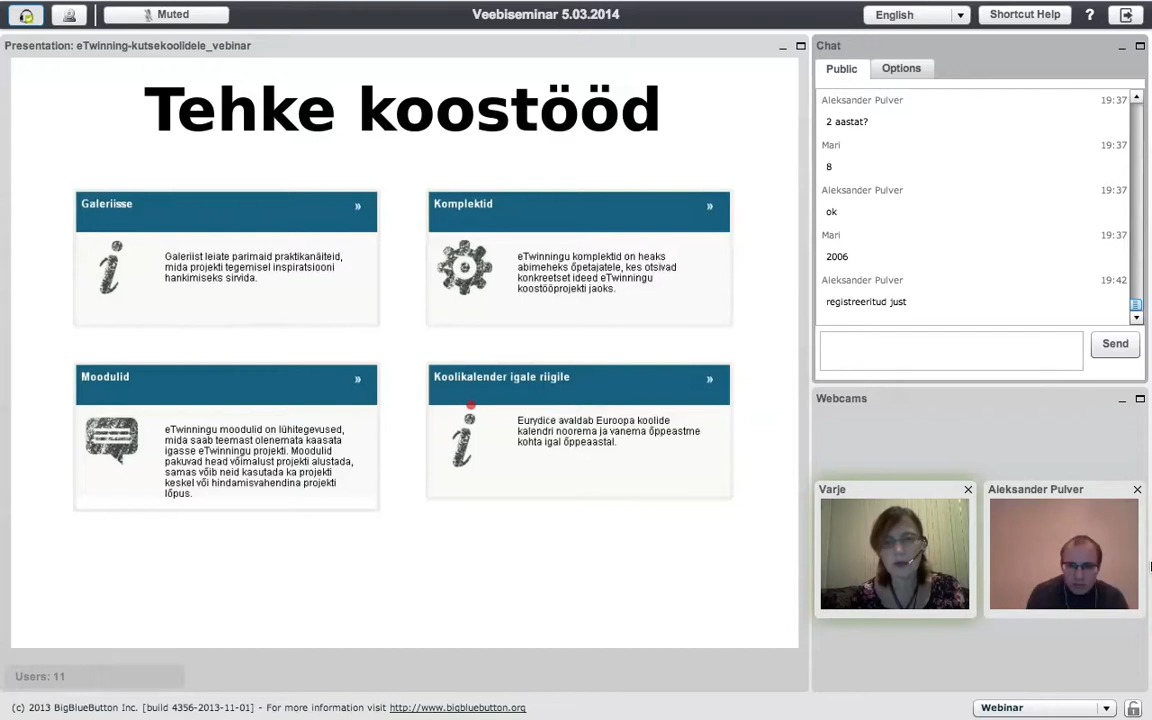 Muted
Veebiseminar 5.03.2014
English
Shortcut Help
?
Presentation: eTwinning-kutsekoolidele_vebinar
Tehke koostööd
Galeriisse »
Galeriist leiate parimaid praktikanäiteid,
mida projekti tegemisel inspiratsiooni
hankimiseks sirvida.
Komplektid »
eTwinningu komplektid on heaks
abimeheks õpetajatele, kes otsivad
konkreetset ideed eTwinningu
koostööprojekti jaoks.
Moodulid »
eTwinningu moodulid on lühitegevused,
mida saab teemast olenemata kaasata
igasse eTwinningu projekti. Moodulid
pakuvad head võimalust projekti alustada,
samas võib neid kasutada ka projekti
keskel või hindamisvahendina projekti
lõpus.
Koolikalender igale riigile »
Eurydice avaldab Euroopa koolide
kalendri noorema ja vanema õppeastme
kohta igal õppeaastal.
Users: 11
Chat
Public
Options
Aleksander Pulver 19:37
2 aastat?
Mari 19:37
8
Aleksander Pulver 19:37
ok
Mari 19:37
2006
Aleksander Pulver 19:42
registreeritud just
Send
Webcams
Varje
Aleksander Pulver
(c) 2013 BigBlueButton Inc. [build 4356-2013-11-01] - For more information visit http://www.bigbluebutton.org
Webinar